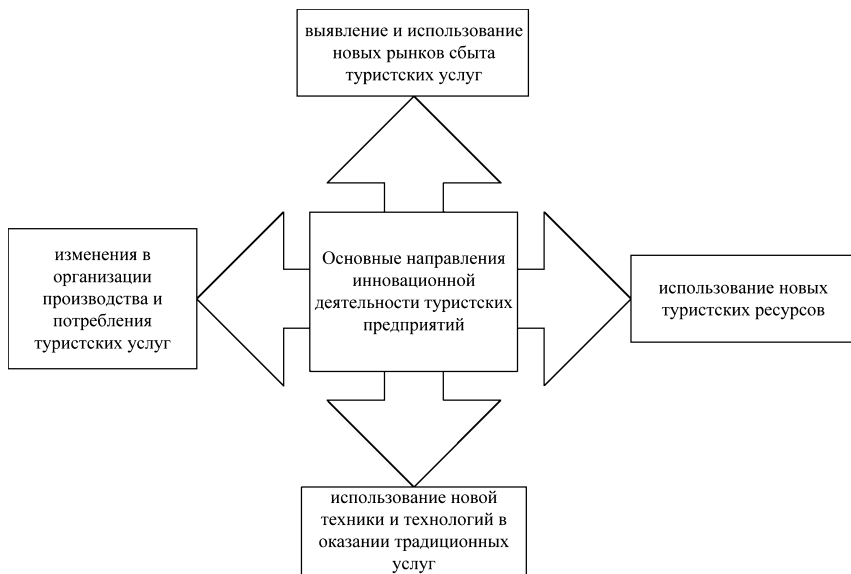 выявление и использование
новых рынков сбыта
туристских услуг
изменения в
организации
производства и
потребления
туристских услуг
Основные направления
инновационной
деятельности туристских
предприятий
использование новых
туристских ресурсов
использование новой
техники и технологий в
оказании традиционных
услуг